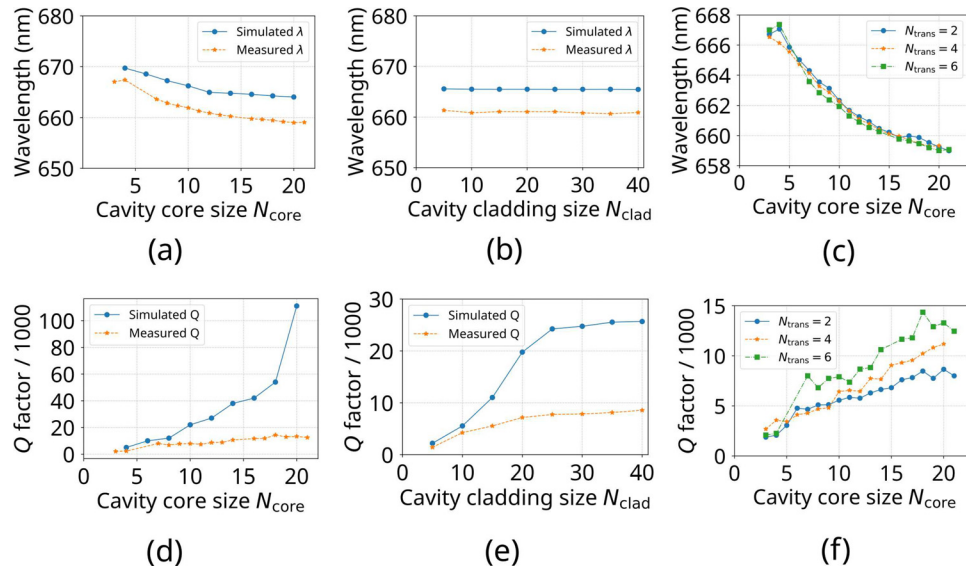 Wavelength (nm)
680
670
660
650
Simulated λ
Measured λ
0 5 10 15 20
Cavity core size N_core
(a)
Wavelength (nm)
680
670
660
650
Simulated λ
Measured λ
0 10 20 30 40
Cavity cladding size N_clad
(b)
Wavelength (nm)
668
666
664
662
660
658
N_trans = 2
N_trans = 4
N_trans = 6
0 5 10 15 20
Cavity core size N_core
(c)
Q factor / 1000
100
80
60
40
20
0
Simulated Q
Measured Q
0 5 10 15 20
Cavity core size N_core
(d)
Q factor / 1000
30
20
10
0
Simulated Q
Measured Q
0 10 20 30 40
Cavity cladding size N_clad
(e)
Q factor / 1000
15
10
5
0
N_trans = 2
N_trans = 4
N_trans = 6
0 5 10 15 20
Cavity core size N_core
(f)